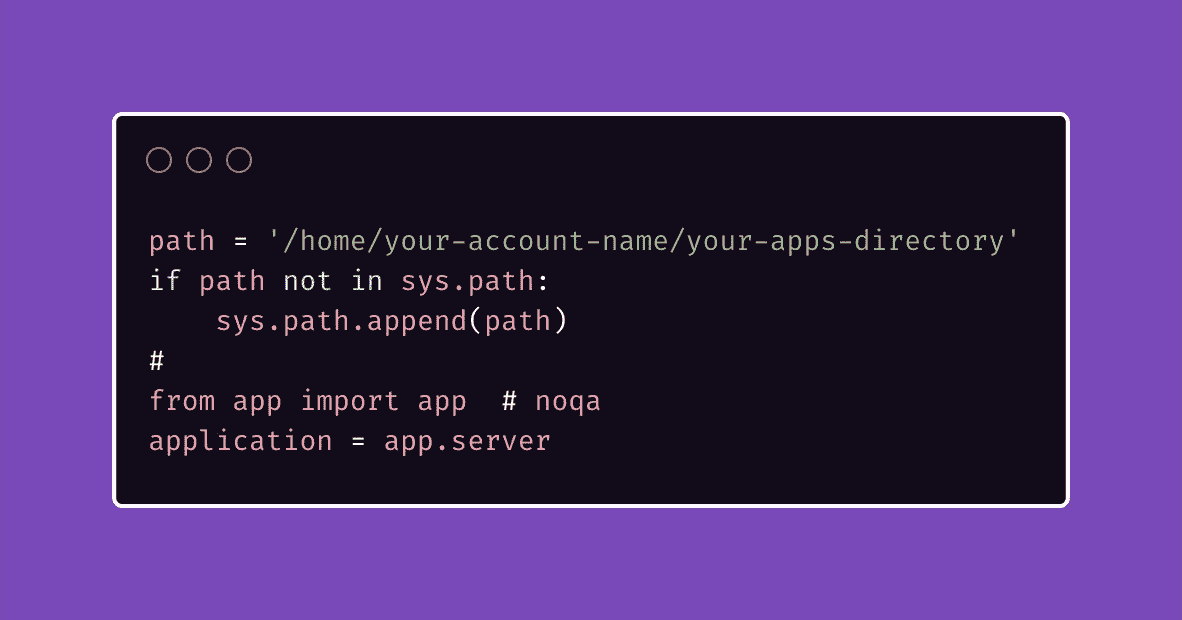 path = '/home/your-account-name/your-apps-directory'
if path not in sys.path:
    sys.path.append(path)
#
from app import app  # noqa
application = app.server